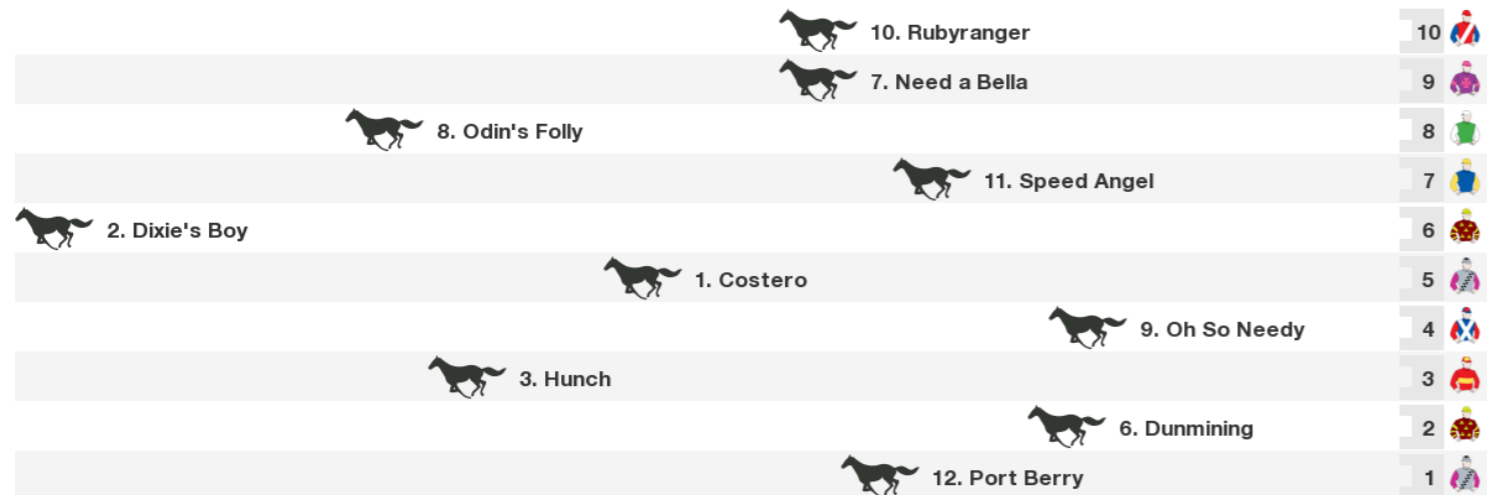 10. Rubyranger 10
7. Need a Bella 9
8. Odin's Folly 8
11. Speed Angel 7
2. Dixie's Boy 6
1. Costero 5
9. Oh So Needy 4
3. Hunch 3
6. Dunmining 2
12. Port Berry 1